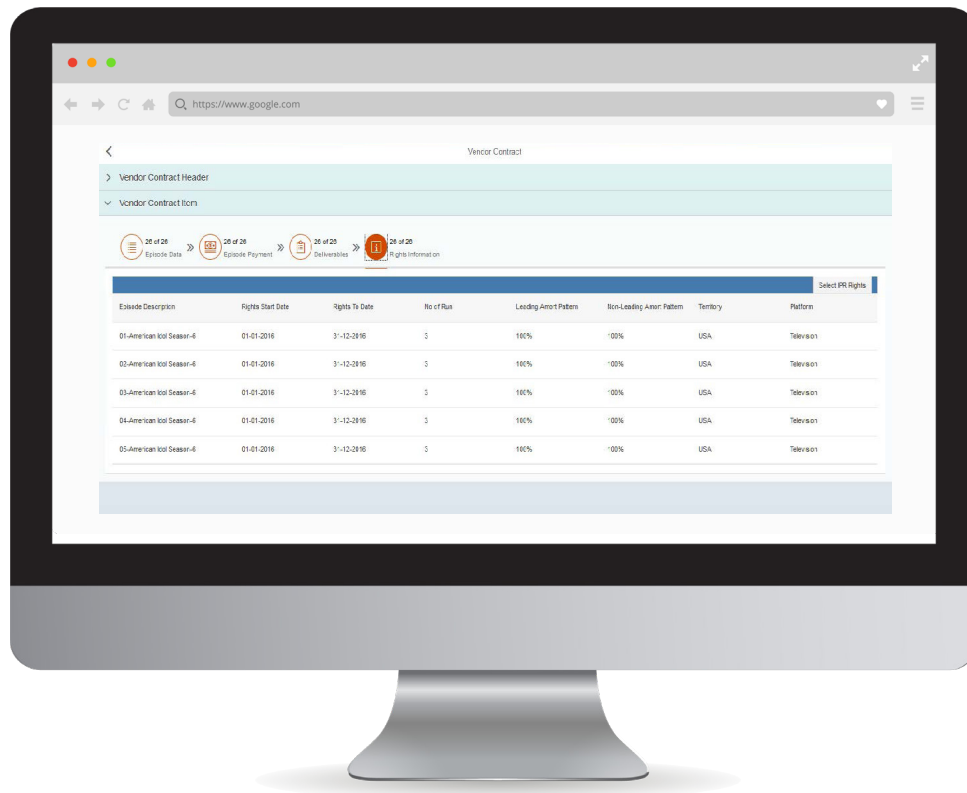 https://www.google.com
Vendor Contract
Vendor Contract Header
Vendor Contract Item
26 of 26 26 of 26 26 of 26 26 of 26
Episode Data Episode Payment Deliverables Rights Information
Select IPR Rights
Episode Description Rights Start Date Rights To Date No of Run Leading Amort Pattern Non-Leading Amort Pattern Territory Platform
01-American Idol Season-6 01-01-2016 31-12-2016 3 100% 100% USA Television
02-American Idol Season-6 01-01-2016 31-12-2016 3 100% 100% USA Television
03-American Idol Season-6 01-01-2016 31-12-2016 3 100% 100% USA Television
04-American Idol Season-6 01-01-2016 31-12-2016 3 100% 100% USA Television
05-American Idol Season-6 01-01-2016 31-12-2016 3 100% 100% USA Television